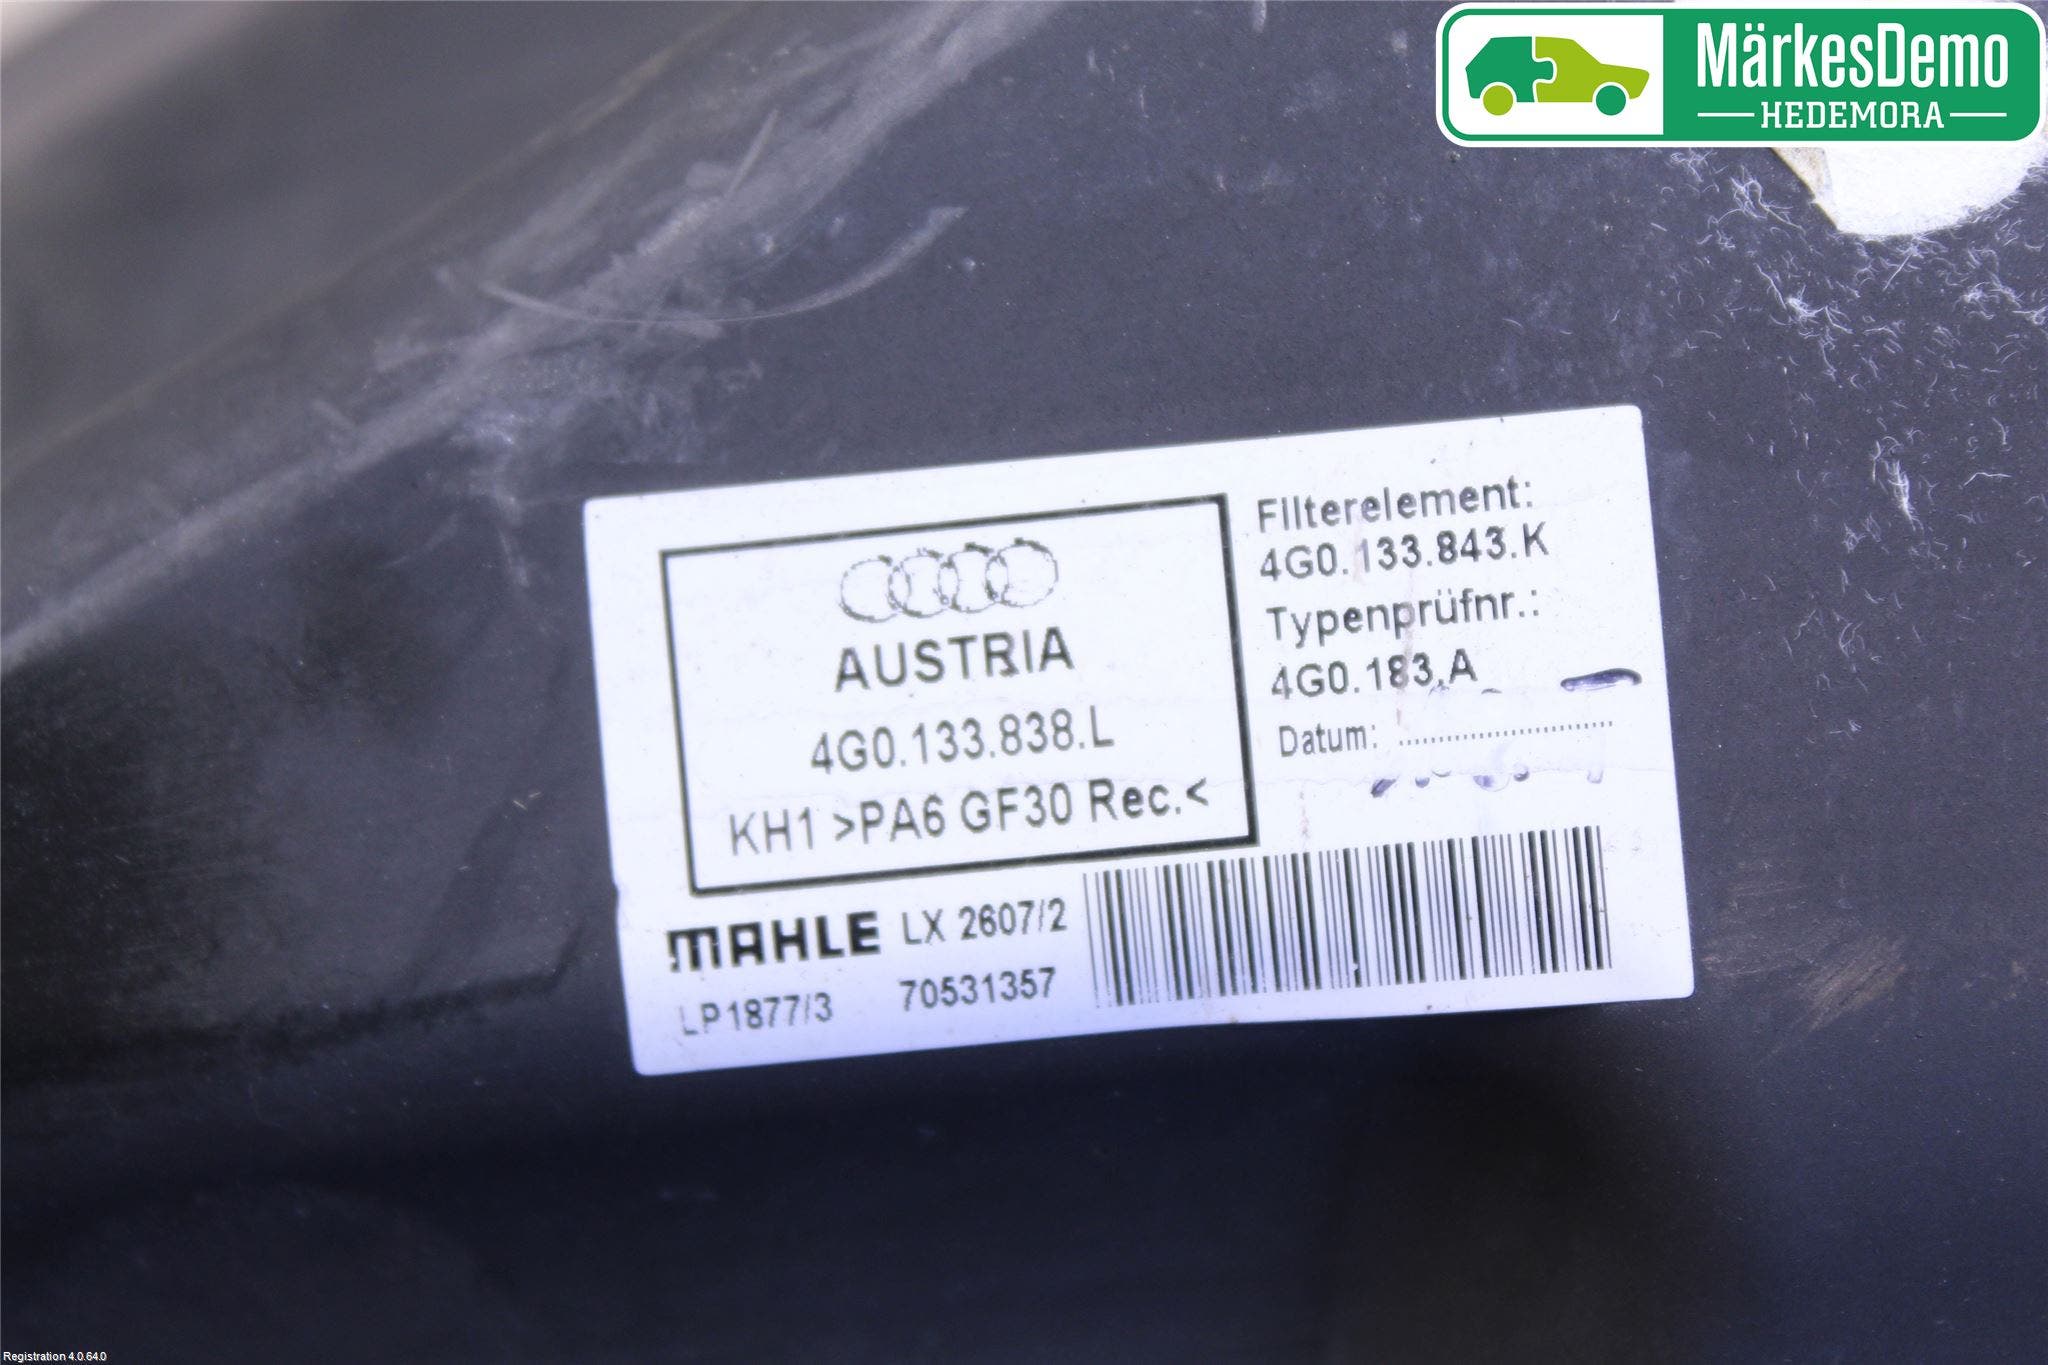 MärkesDemo
HEDEMORA
AUSTRIA
4G0.133.838.L
KH1 >PA6 GF30 Rec.<
Filterelement:
4G0.133.843.K
Typenprüfnr.:
4G0.183.A
Datum: ........................
MAHLE LX 2607/2
LP1877/3 70531357
Registration 4.0.64.0